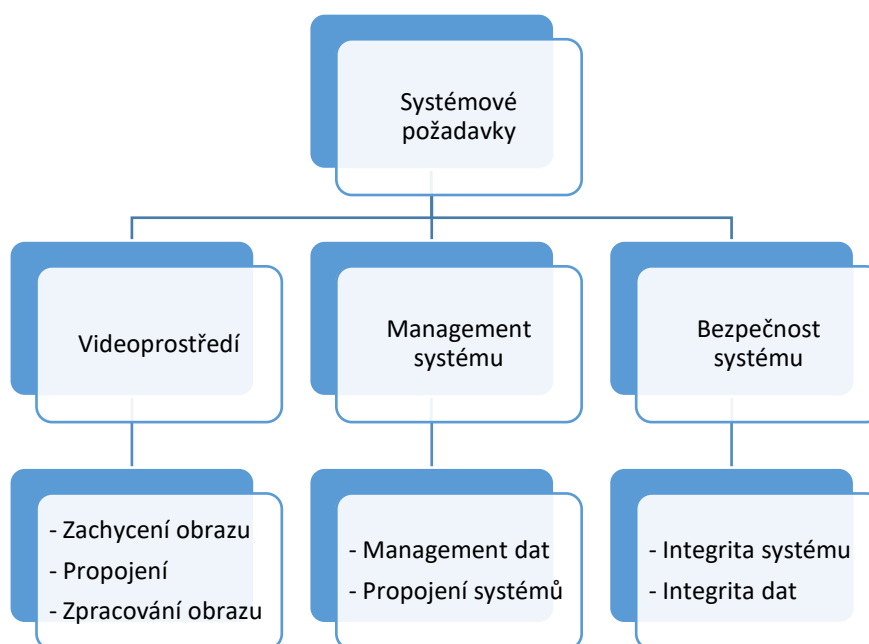 Systémové
požadavky
Videoprostředí
Management
systému
Bezpečnost
systému
- Zachycení obrazu
- Propojení
- Zpracování obrazu
- Management dat
- Propojení systémů
- Integrita systému
- Integrita dat